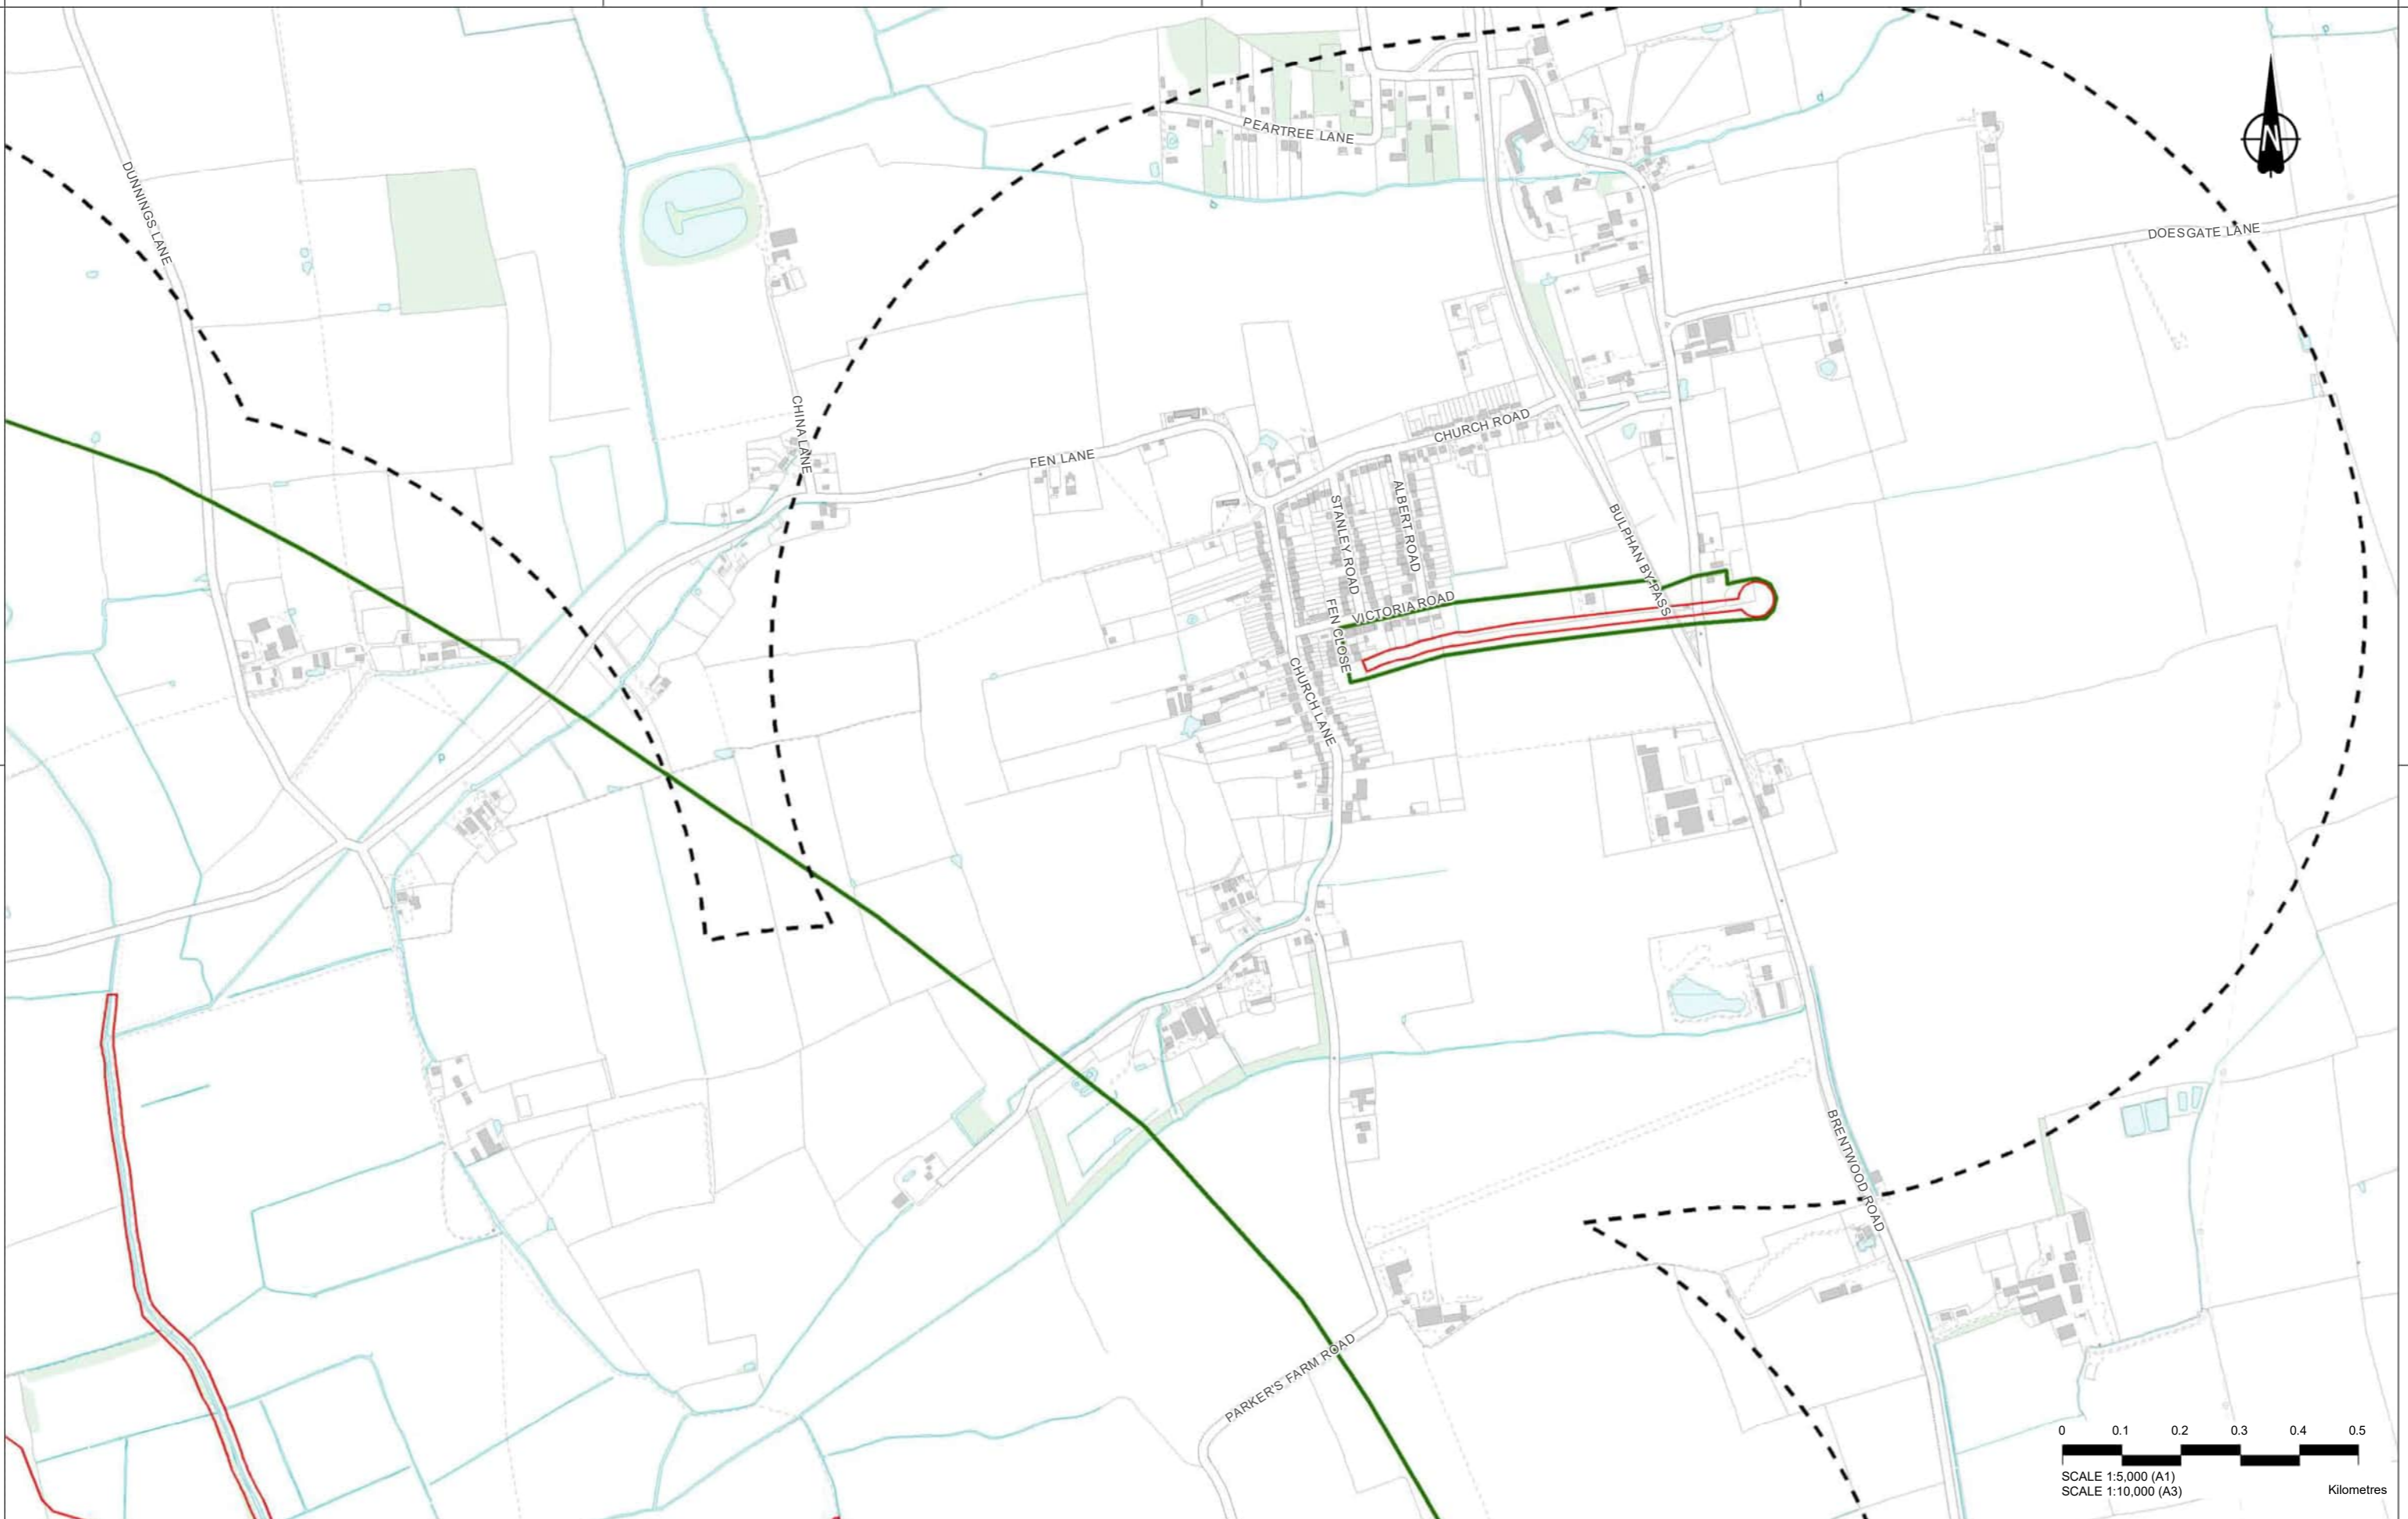 PEARTREE LANE
N
DUNNINGS LANE
DOESGATE LANE
CHINA LANE
CHURCH ROAD
FEN LANE
STANLEY ROAD
ALBERT ROAD
BULPHAN BY-PASS
VICTORIA ROAD
FEN CLOSE
CHURCH LANE
BRENTWOOD ROAD
PARKER'S FARM ROAD
0 0.1 0.2 0.3 0.4 0.5
SCALE 1:5,000 (A1)
SCALE 1:10,000 (A3)
Kilometres